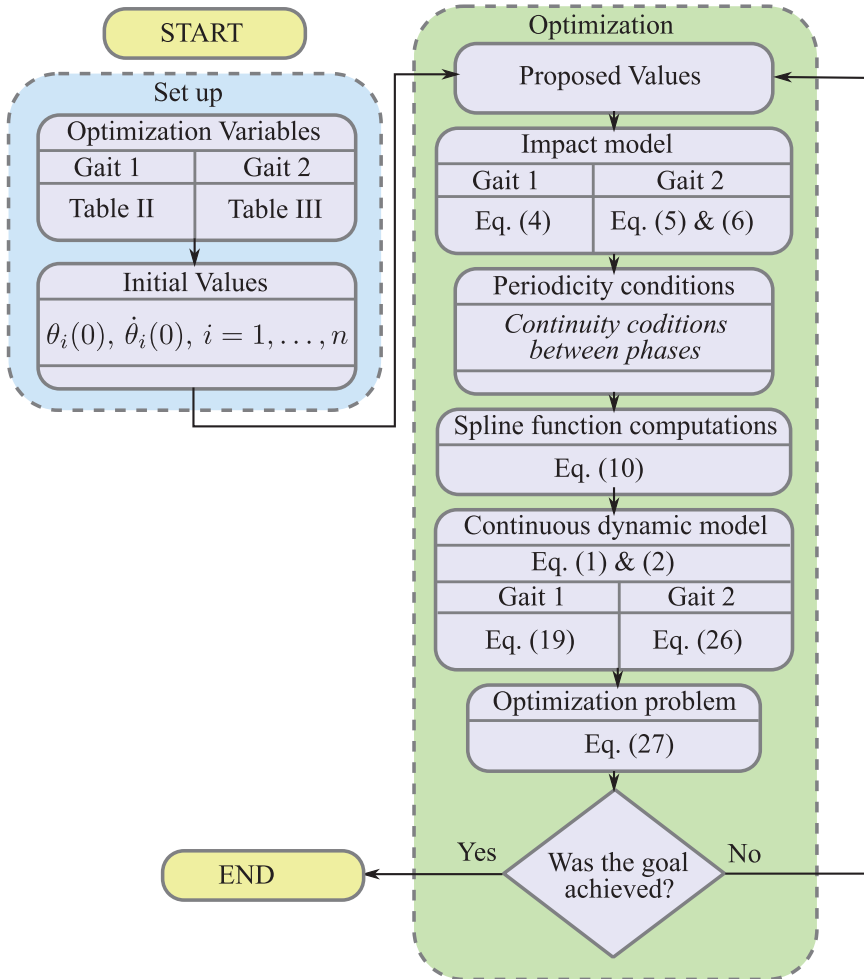 START
Set up
Optimization Variables
Gait 1
Gait 2
Table II
Table III
Initial Values
θ_i(0), θ̇_i(0), i = 1, . . . , n
Optimization
Proposed Values
Impact model
Gait 1
Gait 2
Eq. (4)
Eq. (5) & (6)
Periodicity conditions
Continuity coditions
between phases
Spline function computations
Eq. (10)
Continuous dynamic model
Eq. (1) & (2)
Gait 1
Gait 2
Eq. (19)
Eq. (26)
Optimization problem
Eq. (27)
Was the goal
achieved?
Yes
No
END